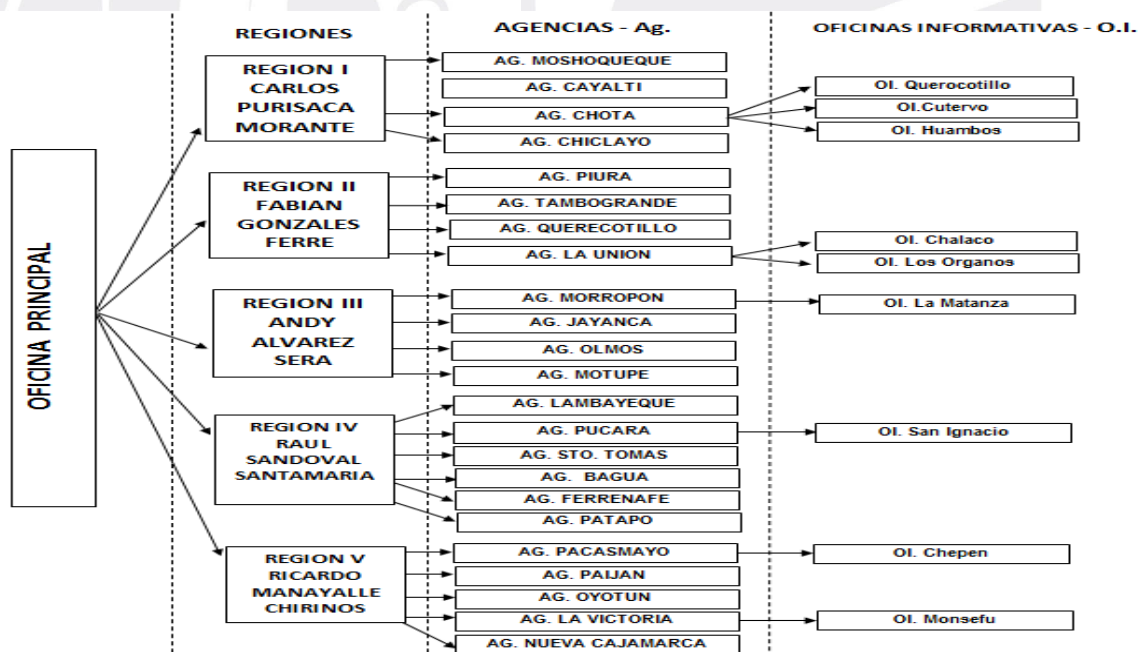 REGIONES
AGENCIAS - Ag.
OFICINAS INFORMATIVAS - O.I.
OFICINA PRINCIPAL
REGION I
CARLOS
PURISACA
MORANTE
AG. MOSHOQUEQUE
AG. CAYALTI
AG. CHOTA
AG. CHICLAYO
OI. Querocotillo
OI.Cutervo
OI. Huambos
REGION II
FABIAN
GONZALES
FERRE
AG. PIURA
AG. TAMBOGRANDE
AG. QUERECOTILLO
AG. LA UNION
OI. Chalaco
OI. Los Organos
REGION III
ANDY
ALVAREZ
SERA
AG. MORROPON
AG. JAYANCA
AG. OLMOS
AG. MOTUPE
OI. La Matanza
REGION IV
RAUL
SANDOVAL
SANTAMARIA
AG. LAMBAYEQUE
AG. PUCARA
AG. STO. TOMAS
AG. BAGUA
AG. FERRENAFE
AG. PATAPO
OI. San Ignacio
REGION V
RICARDO
MANAYALLE
CHIRINOS
AG. PACASMAYO
AG. PAIJAN
AG. OYOTUN
AG. LA VICTORIA
AG. NUEVA CAJAMARCA
OI. Chepen
OI. Monsefu